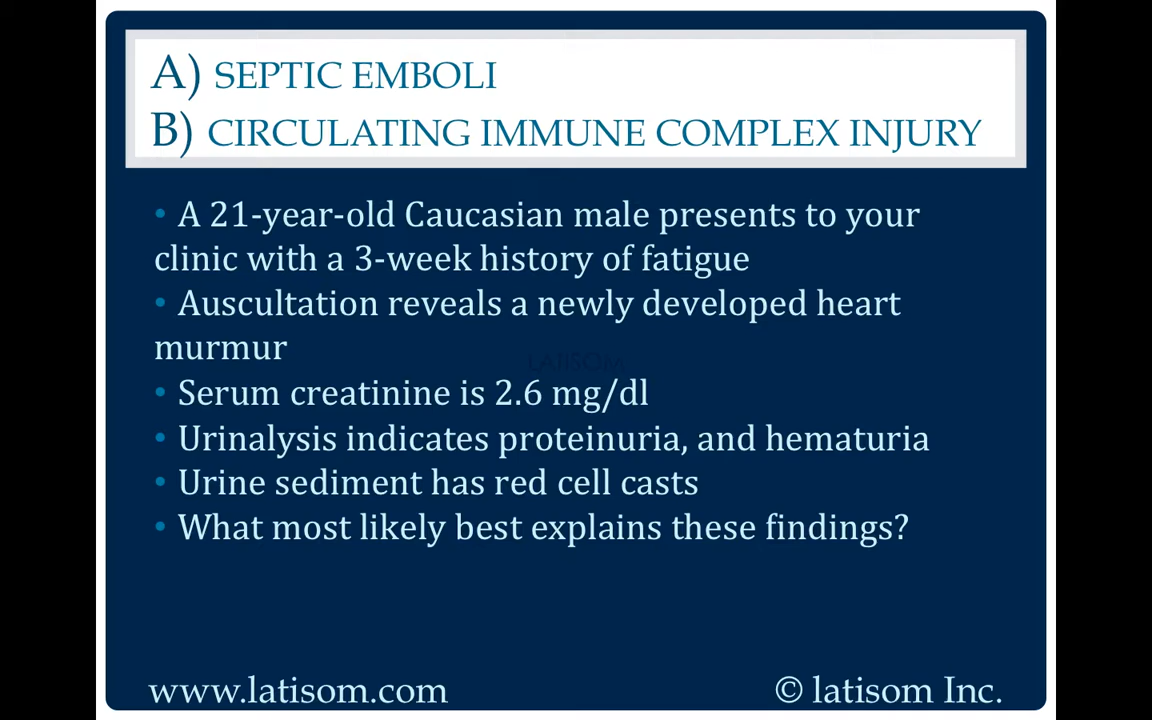 A) SEPTIC EMBOLI
B) CIRCULATING IMMUNE COMPLEX INJURY
• A 21-year-old Caucasian male presents to your
clinic with a 3-week history of fatigue
• Auscultation reveals a newly developed heart
murmur
• Serum creatinine is 2.6 mg/dl
• Urinalysis indicates proteinuria, and hematuria
• Urine sediment has red cell casts
• What most likely best explains these findings?
www.latisom.com
© latisom Inc.